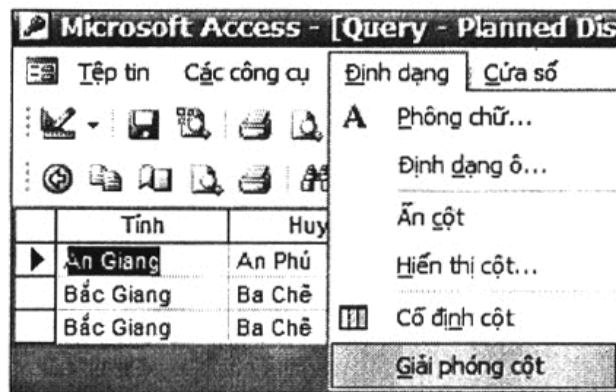 Microsoft Access - [Query - Planned Dis
Tệp tin Các công cụ Định dạng Cửa số
A Phông chữ...
Định dạng ô...
Ẩn cột
Hiển thị cột...
Cố định cột
Giải phóng cột
Tính Huy
An Giang An Phú
Bắc Giang Ba Chẽ
Bắc Giang Ba Chẽ